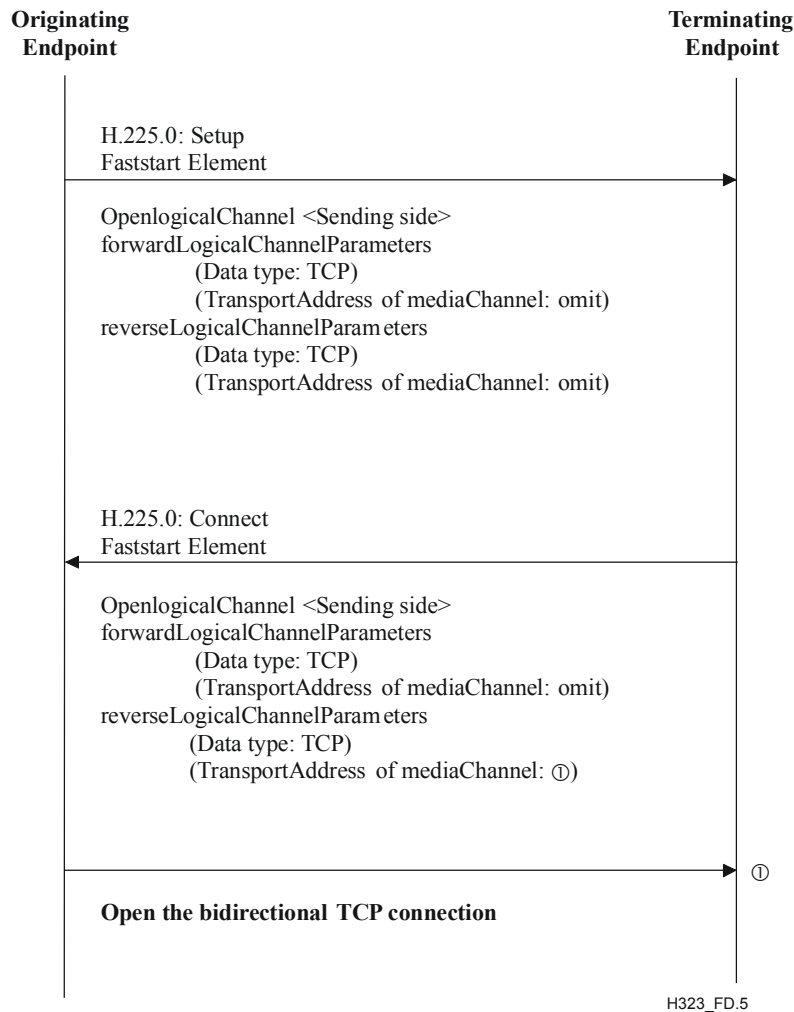 Originating
Endpoint
Terminating
Endpoint
H.225.0: Setup
Faststart Element
OpenlogicalChannel <Sending side>
forwardLogicalChannelParameters
(Data type: TCP)
(TransportAddress of mediaChannel: omit)
reverseLogicalChannelParameters
(Data type: TCP)
(TransportAddress of mediaChannel: omit)
H.225.0: Connect
Faststart Element
OpenlogicalChannel <Sending side>
forwardLogicalChannelParameters
(Data type: TCP)
(TransportAddress of mediaChannel: omit)
reverseLogicalChannelParameters
(Data type: TCP)
(TransportAddress of mediaChannel: ①)
①
Open the bidirectional TCP connection
H323_FD.5